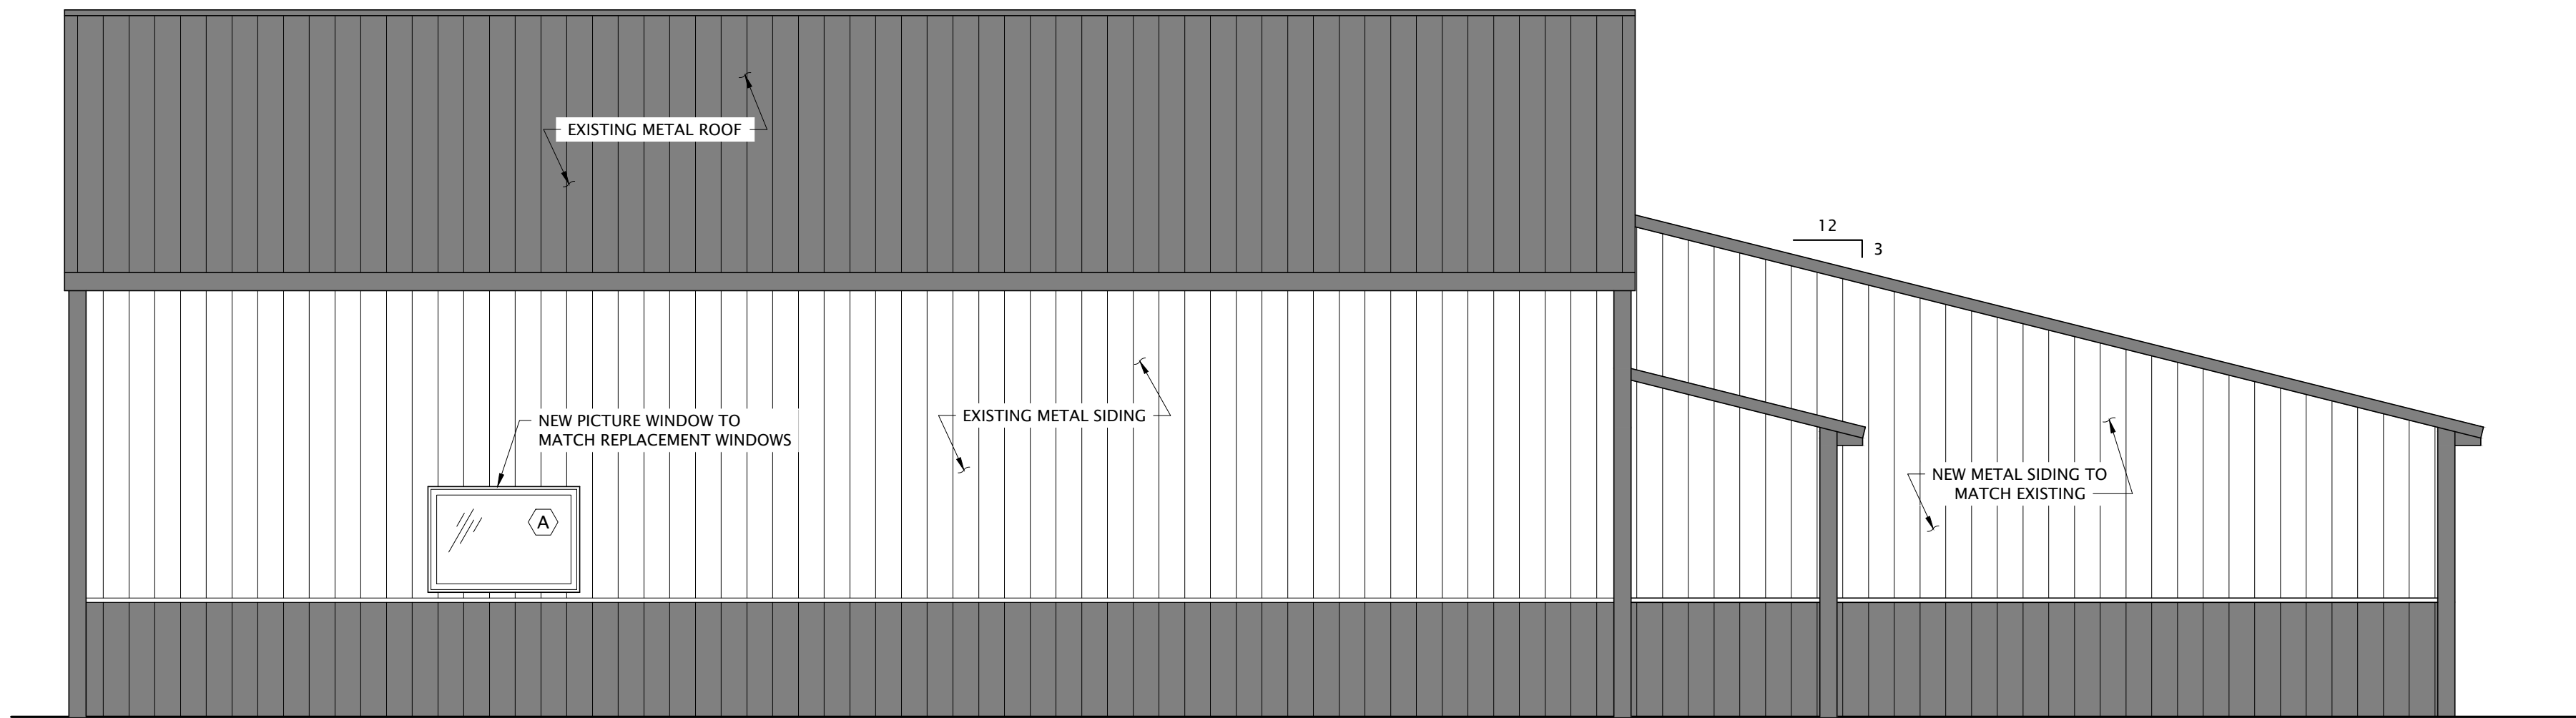 EXISTING METAL ROOF
12
3
NEW PICTURE WINDOW TO
MATCH REPLACEMENT WINDOWS
EXISTING METAL SIDING
NEW METAL SIDING TO
MATCH EXISTING
A